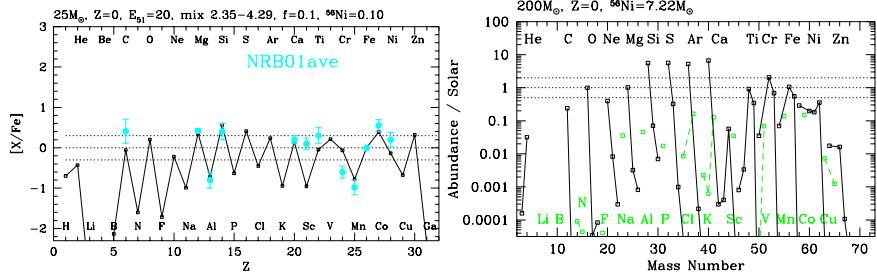 25M⊙, Z=0, E51=20, mix 2.35-4.29, f=0.1, 56Ni=0.10
3
2
1
0
-1
-2
[X/Fe]
He Be C O Ne Mg Si S Ar Ca Ti Cr Fe Ni Zn
NRB01ave
H Li B N F Na Al P Cl K Sc V Mn Co Cu Ga
0 5 10 15 20 25 30
Z
200M⊙, Z=0, 56Ni=7.22M⊙
100
10
1
0.1
0.01
0.001
0.0001
Abundance / Solar
He C O Ne Mg Si S Ar Ca Ti Cr Fe Ni Zn
N
Li B F Na Al P Cl K Sc V Mn Co Cu
10 20 30 40 50 60 70
Mass Number